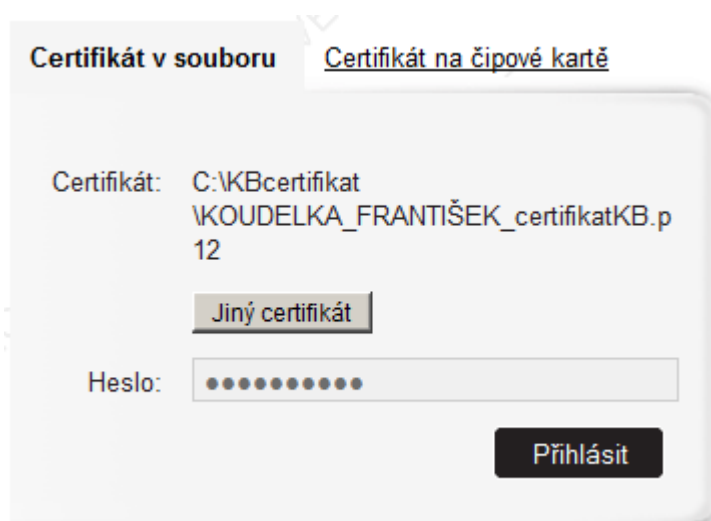 Certifikát v souboru Certifikát na čipové kartě
Certifikát: C:\KBcertifikat
\KOUDELKA_FRANTIŠEK_certifikatKB.p
12
Jiný certifikát
Heslo: ●●●●●●●●●●
Přihlásit